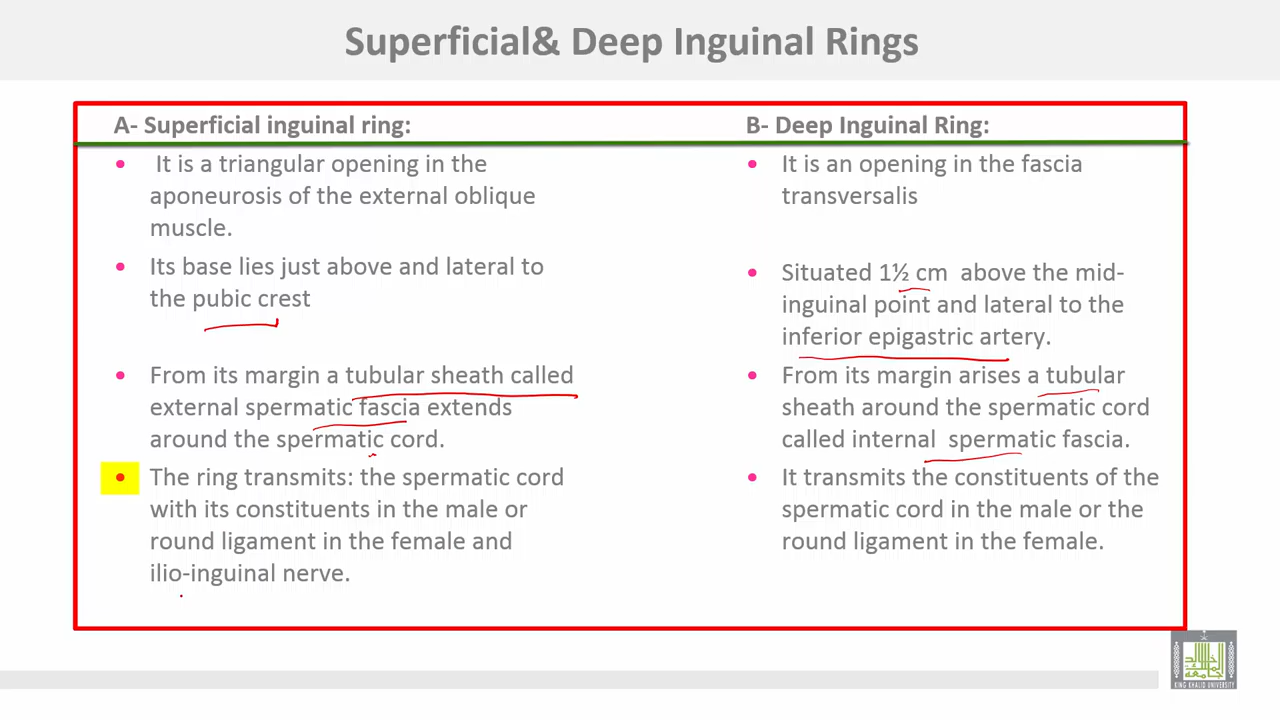 Superficial& Deep Inguinal Rings
A- Superficial inguinal ring:
• It is a triangular opening in the
aponeurosis of the external oblique
muscle.
• Its base lies just above and lateral to
the pubic crest
• From its margin a tubular sheath called
external spermatic fascia extends
around the spermatic cord.
• The ring transmits: the spermatic cord
with its constituents in the male or
round ligament in the female and
ilio-inguinal nerve.
B- Deep Inguinal Ring:
• It is an opening in the fascia
transversalis
• Situated 1½ cm above the mid-
inguinal point and lateral to the
inferior epigastric artery.
• From its margin arises a tubular
sheath around the spermatic cord
called internal spermatic fascia.
• It transmits the constituents of the
spermatic cord in the male or the
round ligament in the female.
KING KHALID UNIVERSITY